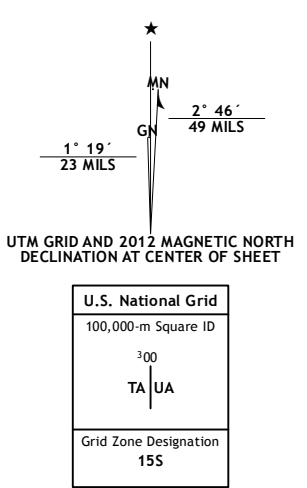 ★
MN
GN
2° 46´
49 MILS
1° 19´
23 MILS
UTM GRID AND 2012 MAGNETIC NORTH
DECLINATION AT CENTER OF SHEET
U.S. National Grid
100,000-m Square ID
³00
TA UA
Grid Zone Designation
15S